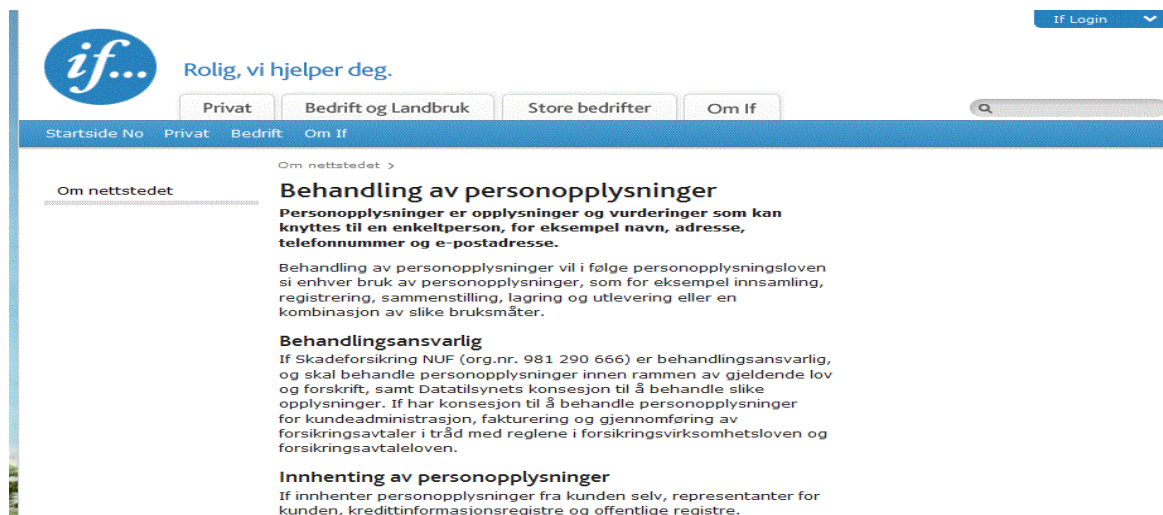 If Login
if...
Rolig, vi hjelper deg.
Privat Bedrift og Landbruk Store bedrifter Om If
Startside No Privat Bedrift Om If
Om nettstedet >
Om nettstedet
Behandling av personopplysninger
Personopplysninger er opplysninger og vurderinger som kan
knyttes til en enkeltperson, for eksempel navn, adresse,
telefonnummer og e-postadresse.
Behandling av personopplysninger vil i følge personopplysningsloven
si enhver bruk av personopplysninger, som for eksempel innsamling,
registrering, sammenstilling, lagring og utlevering eller en
kombinasjon av slike bruksmåter.
Behandlingsansvarlig
If Skadeforsikring NUF (org.nr. 981 290 666) er behandlingsansvarlig,
og skal behandle personopplysninger innen rammen av gjeldende lov
og forskrift, samt Datatilsynets konsesjon til å behandle slike
opplysninger. If har konsesjon til å behandle personopplysninger
for kundeadministrasjon, fakturering og gjennomføring av
forsikringsavtaler i tråd med reglene i forsikringsvirksomhetsloven og
forsikringsavtaleloven.
Innhenting av personopplysninger
If innhenter personopplysninger fra kunden selv, representanter for
kunden, kredittinformasjonsregistre og offentlige registre.